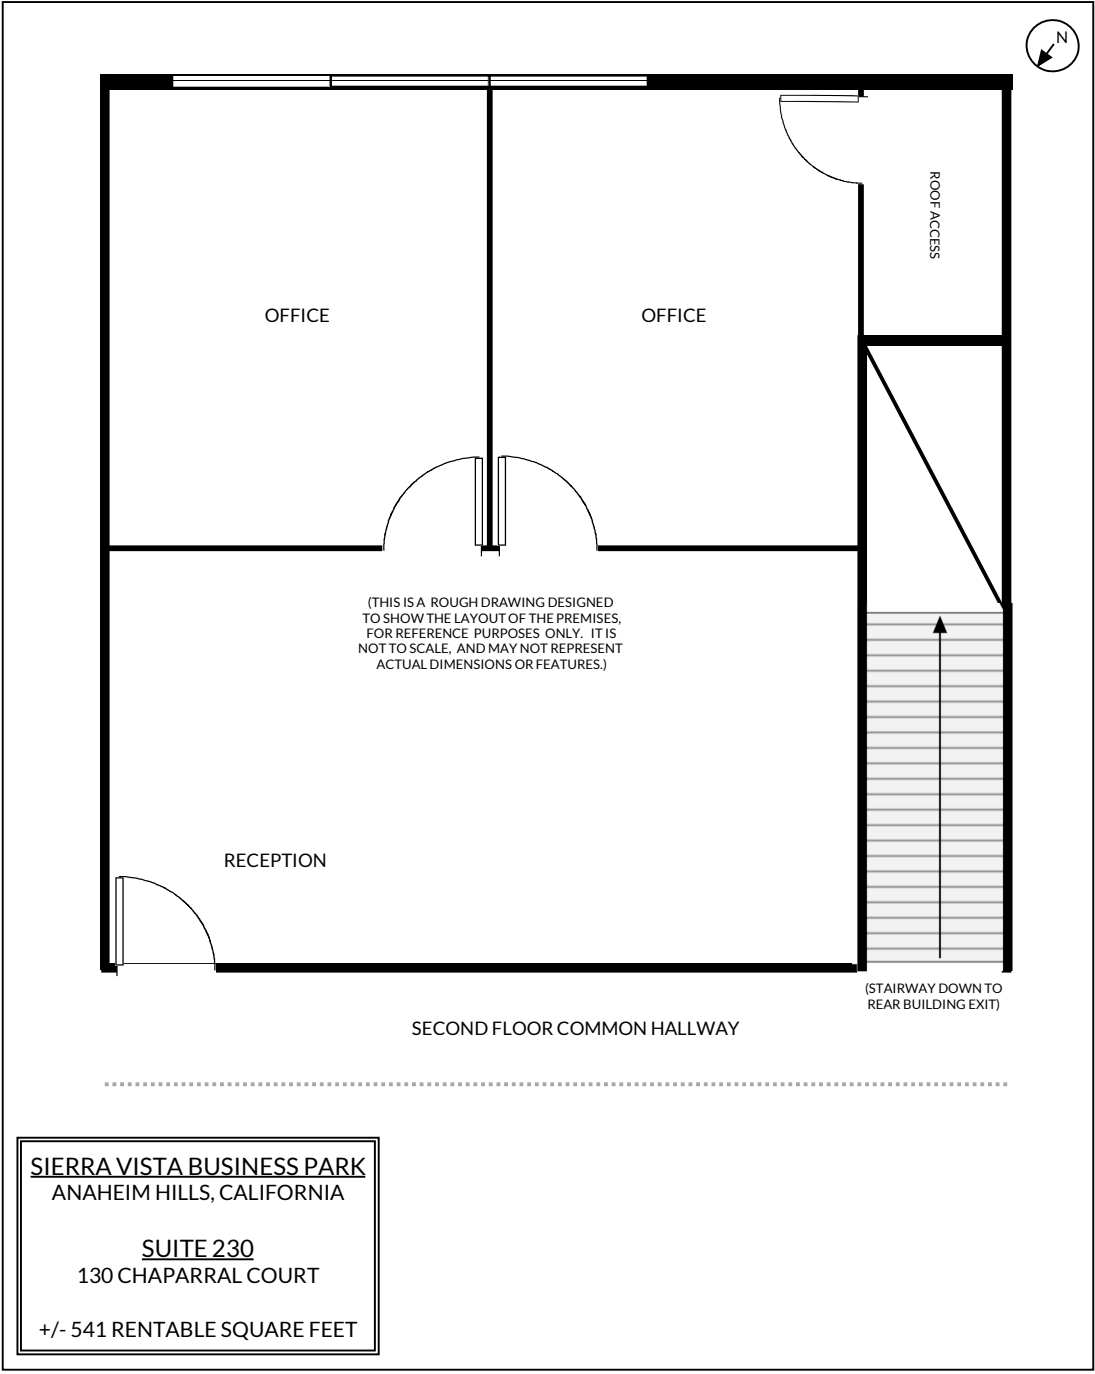 N
ROOF ACCESS
OFFICE
OFFICE
(THIS IS A ROUGH DRAWING DESIGNED
TO SHOW THE LAYOUT OF THE PREMISES,
FOR REFERENCE PURPOSES ONLY. IT IS
NOT TO SCALE, AND MAY NOT REPRESENT
ACTUAL DIMENSIONS OR FEATURES.)
RECEPTION
(STAIRWAY DOWN TO
REAR BUILDING EXIT)
SECOND FLOOR COMMON HALLWAY
SIERRA VISTA BUSINESS PARK
ANAHEIM HILLS, CALIFORNIA
SUITE 230
130 CHAPARRAL COURT
+/- 541 RENTABLE SQUARE FEET